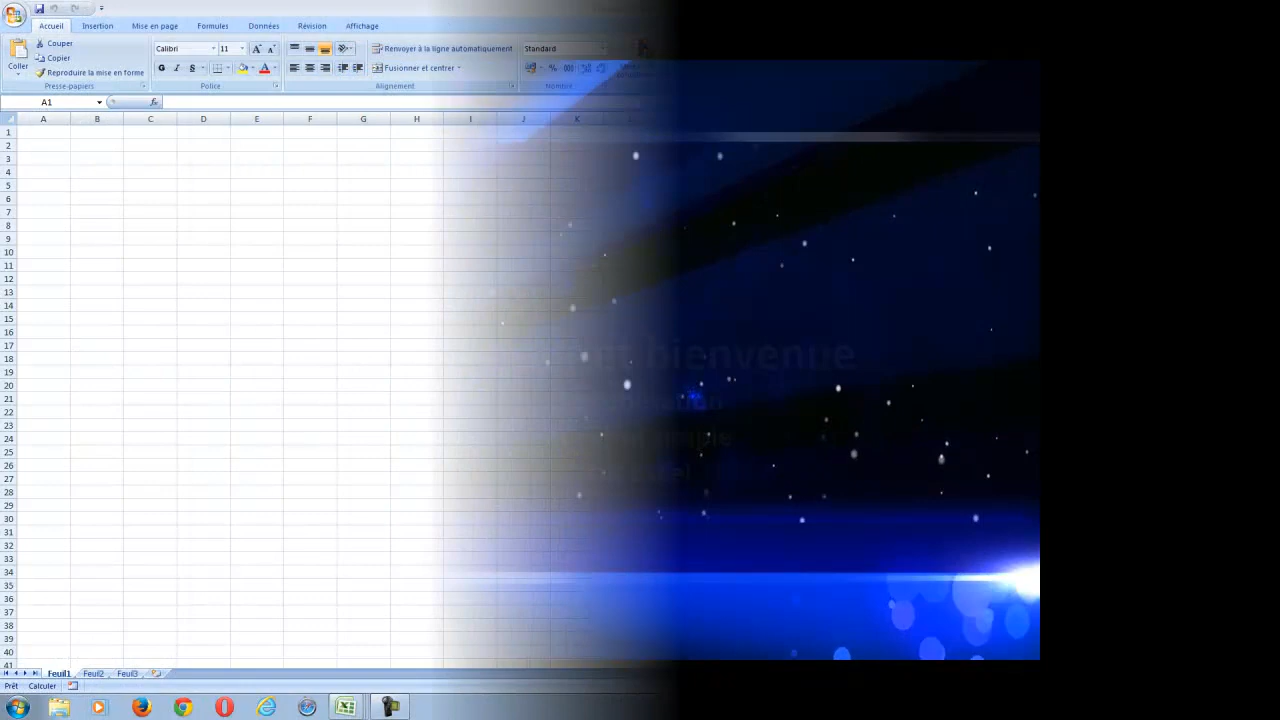 Accueil Insertion Mise en page Formules Données Révision Affichage
Couper
Calibri 11
Renvoyer à la ligne automatiquement
Standard
Copier
Coller
Reproduire la mise en forme
G I S
A
Fusionner et centrer
% 000
Presse-papiers Police Alignement Nombre
A1 fx
A B C D E F G H I J K
1
2
3
4
5
6
7
8
9
10
11
12
13
14
15
16
17
bienvenue
18
19
20
21
22
23
24
25
26
27
28
29
30
31
32
33
34
35
36
37
38
39
40
41
Feuil1 Feuil2 Feuil3
Prêt Calculer